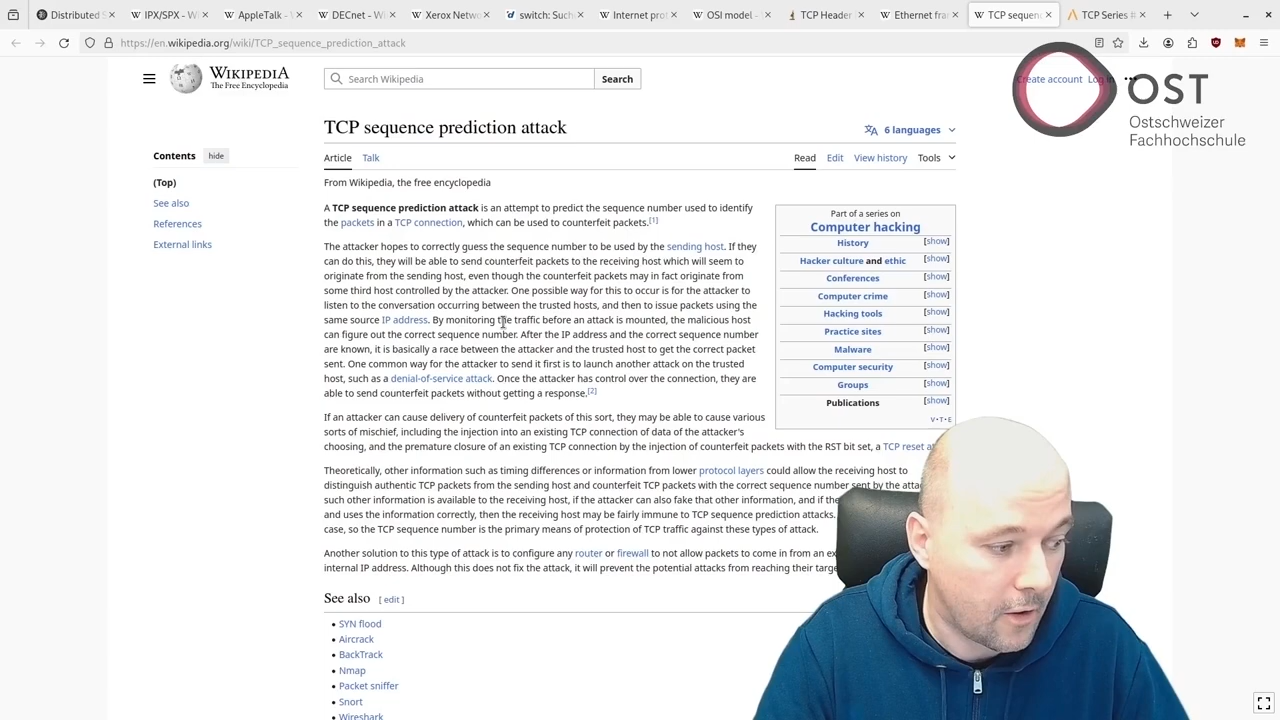 Distributed S
IPX/SPX - Wi
AppleTalk - W
DECnet - Wi
Xerox Netwo
switch: Such
Internet prot
OSI model -
TCP Header
Ethernet fra
TCP sequen
TCP Series #
https://en.wikipedia.org/wiki/TCP_sequence_prediction_attack
WIKIPEDIA
The Free Encyclopedia
Search Wikipedia
Search
Create account
Log in
OST
Ostschweizer
Fachhochschule
Contents
hide
(Top)
See also
References
External links
TCP sequence prediction attack
6 languages
Article
Talk
Read
Edit
View history
Tools
From Wikipedia, the free encyclopedia
A TCP sequence prediction attack is an attempt to predict the sequence number used to identify
the packets in a TCP connection, which can be used to counterfeit packets.[1]
The attacker hopes to correctly guess the sequence number to be used by the sending host. If they
can do this, they will be able to send counterfeit packets to the receiving host which will seem to
originate from the sending host, even though the counterfeit packets may in fact originate from
some third host controlled by the attacker. One possible way for this to occur is for the attacker to
listen to the conversation occurring between the trusted hosts, and then to issue packets using the
same source IP address. By monitoring the traffic before an attack is mounted, the malicious host
can figure out the correct sequence number. After the IP address and the correct sequence number
are known, it is basically a race between the attacker and the trusted host to get the correct packet
sent. One common way for the attacker to send it first is to launch another attack on the trusted
host, such as a denial-of-service attack. Once the attacker has control over the connection, they are
able to send counterfeit packets without getting a response.[2]
Part of a series on
Computer hacking
History [show]
Hacker culture and ethic [show]
Conferences [show]
Computer crime [show]
Hacking tools [show]
Practice sites [show]
Malware [show]
Computer security [show]
Groups [show]
Publications [show]
V·T·E
If an attacker can cause delivery of counterfeit packets of this sort, they may be able to cause various
sorts of mischief, including the injection into an existing TCP connection of data of the attacker's
choosing, and the premature closure of an existing TCP connection by the injection of counterfeit packets with the RST bit set, a TCP reset at
Theoretically, other information such as timing differences or information from lower protocol layers could allow the receiving host to
distinguish authentic TCP packets from the sending host and counterfeit TCP packets with the correct sequence number sent by the atta
such other information is available to the receiving host, if the attacker can also fake that other information, and if the
and uses the information correctly, then the receiving host may be fairly immune to TCP sequence prediction attacks.
case, so the TCP sequence number is the primary means of protection of TCP traffic against these types of attack.
Another solution to this type of attack is to configure any router or firewall to not allow packets to come in from an ex
internal IP address. Although this does not fix the attack, it will prevent the potential attacks from reaching their targe
See also [ edit ]
• SYN flood
• Aircrack
• BackTrack
• Nmap
• Packet sniffer
• Snort
• Wireshark